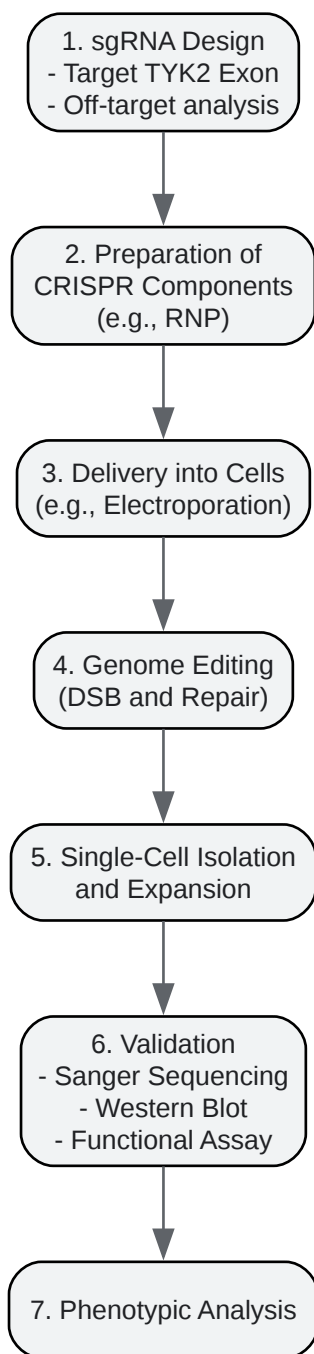 1. sgRNA Design
- Target TYK2 Exon
- Off-target analysis
2. Preparation of
CRISPR Components
(e.g., RNP)
3. Delivery into Cells
(e.g., Electroporation)
4. Genome Editing
(DSB and Repair)
5. Single-Cell Isolation
and Expansion
6. Validation
- Sanger Sequencing
- Western Blot
- Functional Assay
7. Phenotypic Analysis